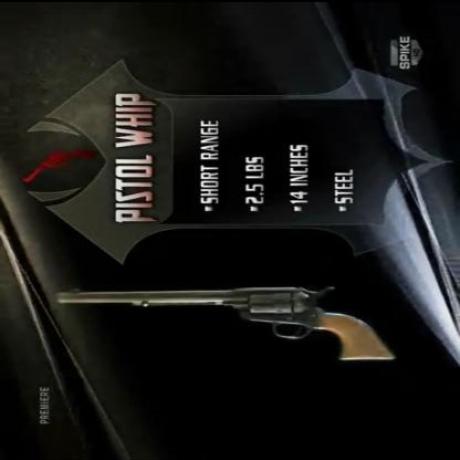 PISTOL WHIP
SHORT RANGE
2.5 LBS
14 INCHES
STEEL
SPIKE
PREMIERE